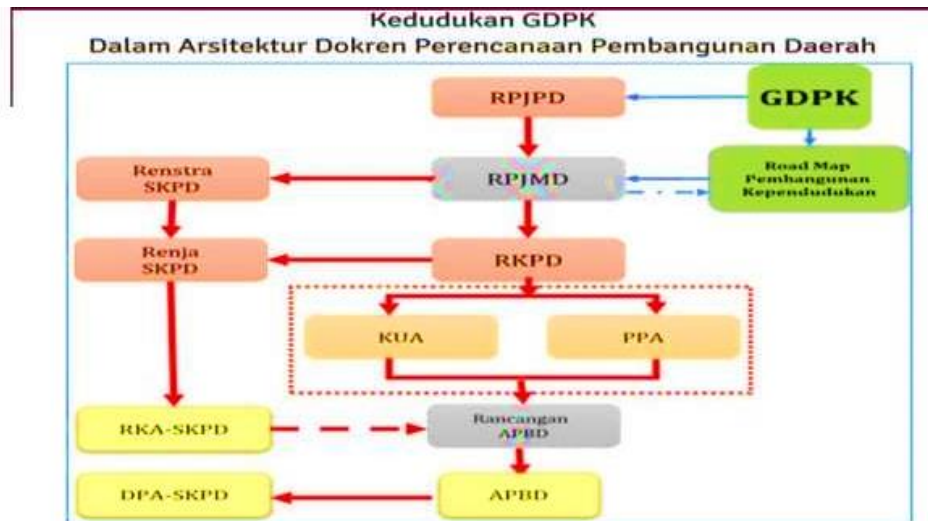 Kedudukan GDPK
Dalam Arsitektur Dokren Perencanaan Pembangunan Daerah
RPJPD
GDPK
Renstra
SKPD
RPJMD
Road Map
Pembangunan
Kependudukan
Renja
SKPD
RKPD
KUA
PPA
RKA-SKPD
Rancangan
APBD
DPA-SKPD
APBD